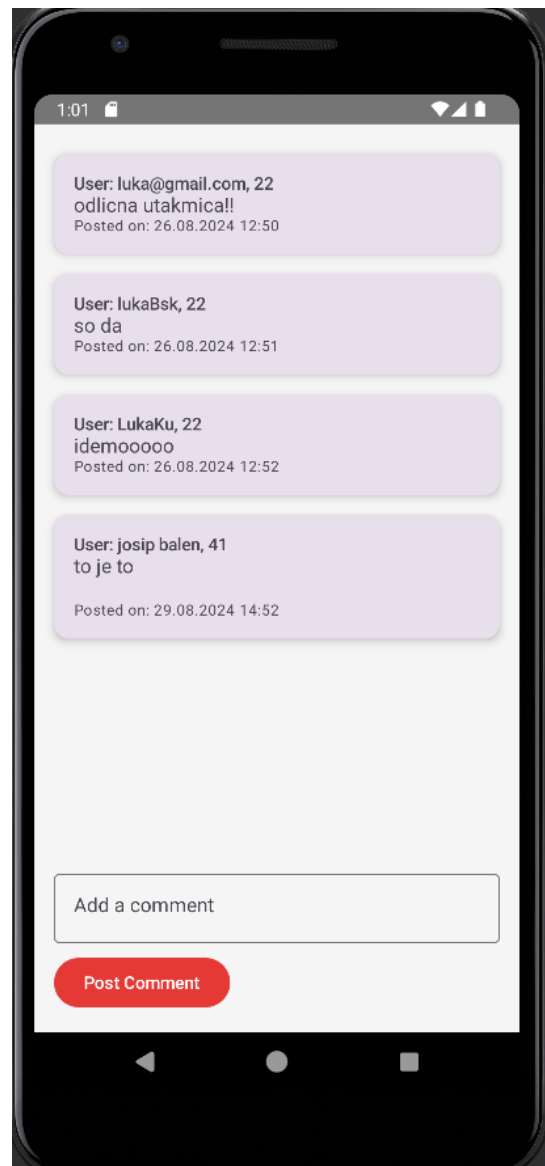 1:01
User: luka@gmail.com, 22
odlicna utakmica!!
Posted on: 26.08.2024 12:50
User: lukaBsk, 22
so da
Posted on: 26.08.2024 12:51
User: LukaKu, 22
idemooooo
Posted on: 26.08.2024 12:52
User: josip balen, 41
to je to
Posted on: 29.08.2024 14:52
Add a comment
Post Comment